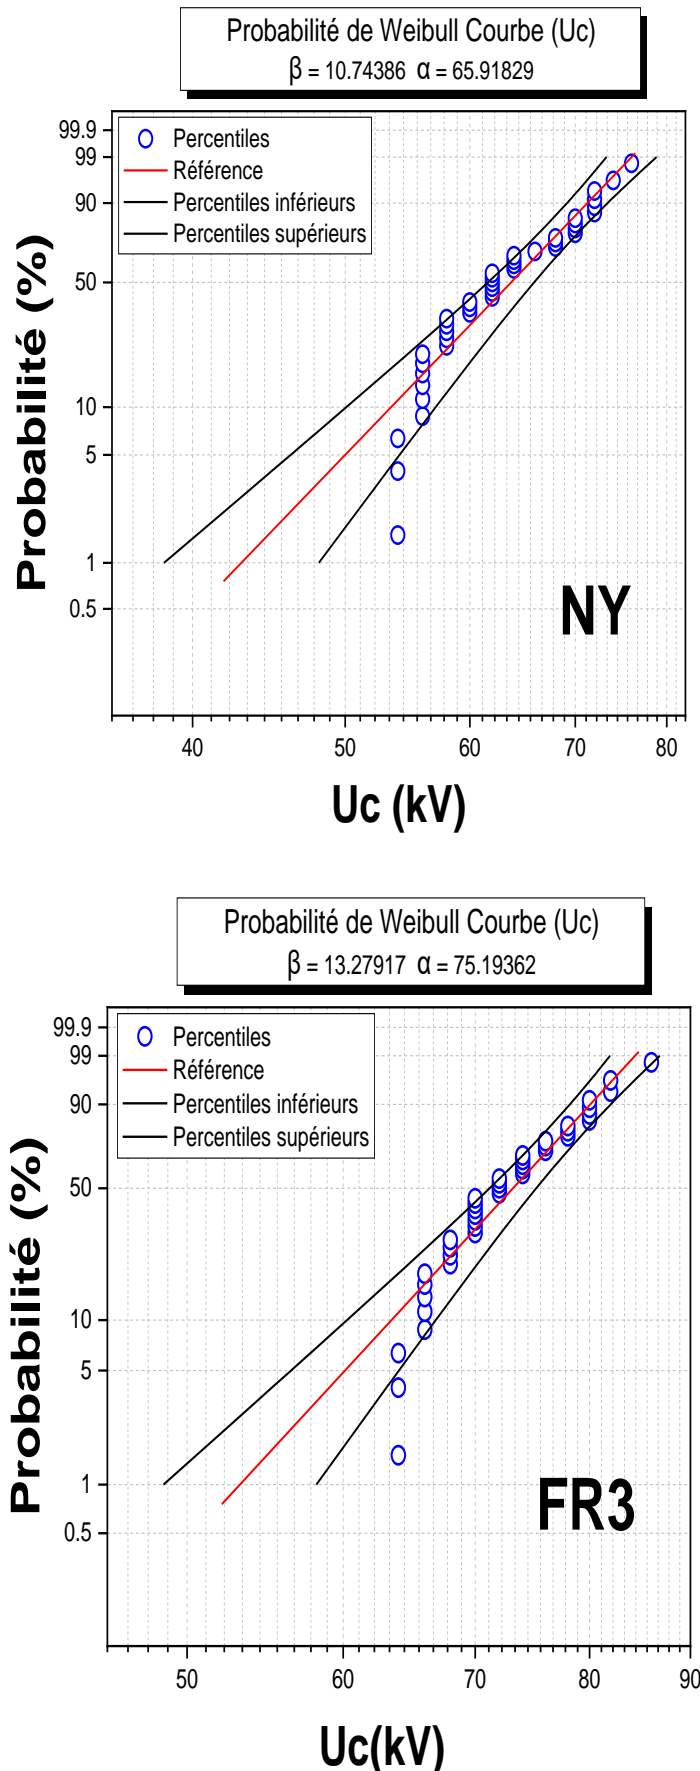 Probabilité de Weibull Courbe (Uc)
β = 10.74386 α = 65.91829
Percentiles
Référence
Percentiles inférieurs
Percentiles supérieurs
99.9
99
90
50
10
5
1
0.5
Probabilité (%)
NY
40 50 60 70 80
Uc (kV)
Probabilité de Weibull Courbe (Uc)
β = 13.27917 α = 75.19362
Percentiles
Référence
Percentiles inférieurs
Percentiles supérieurs
99.9
99
90
50
10
5
1
0.5
Probabilité (%)
FR3
50 60 70 80 90
Uc(kV)